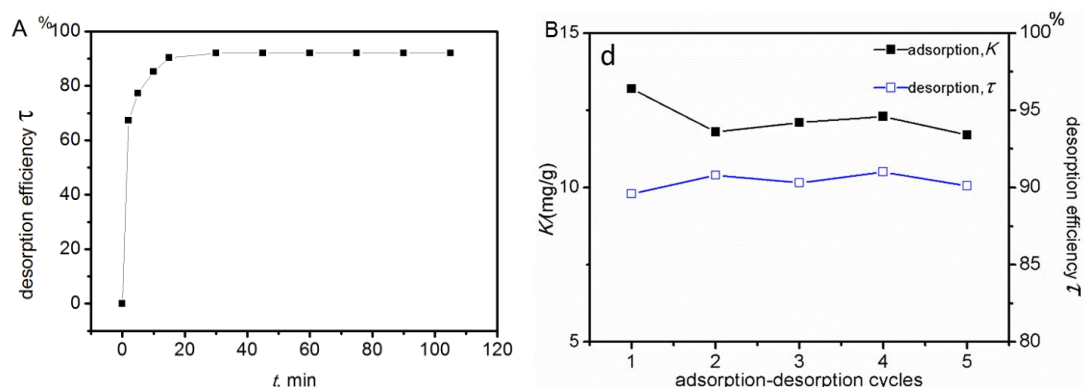 A
%
100
80
60
40
20
0
desorption efficiency τ
0 20 40 60 80 100 120
t, min
B
d
15
10
5
K/(mg/g)
adsorption, K
desorption, τ
%
100
95
90
85
80
desorption efficiency τ
1 2 3 4 5
adsorption-desorption cycles